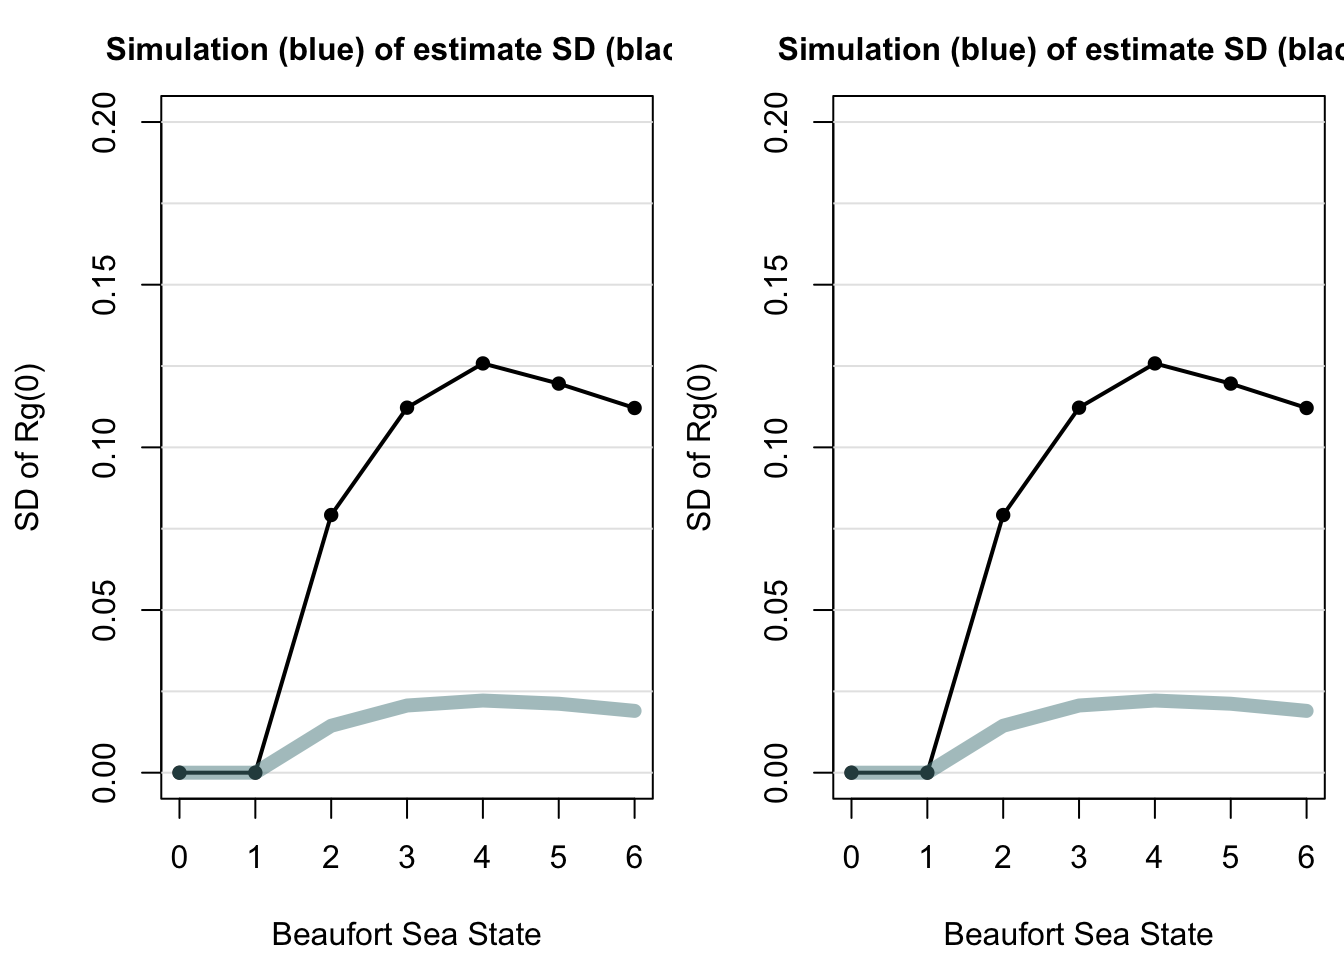 Simulation (blue) of estimate SD (blac
SD of Rg(0)
0.20
0.15
0.10
0.05
0.00
0 1 2 3 4 5 6
Beaufort Sea State
Simulation (blue) of estimate SD (blac
SD of Rg(0)
0.20
0.15
0.10
0.05
0.00
0 1 2 3 4 5 6
Beaufort Sea State